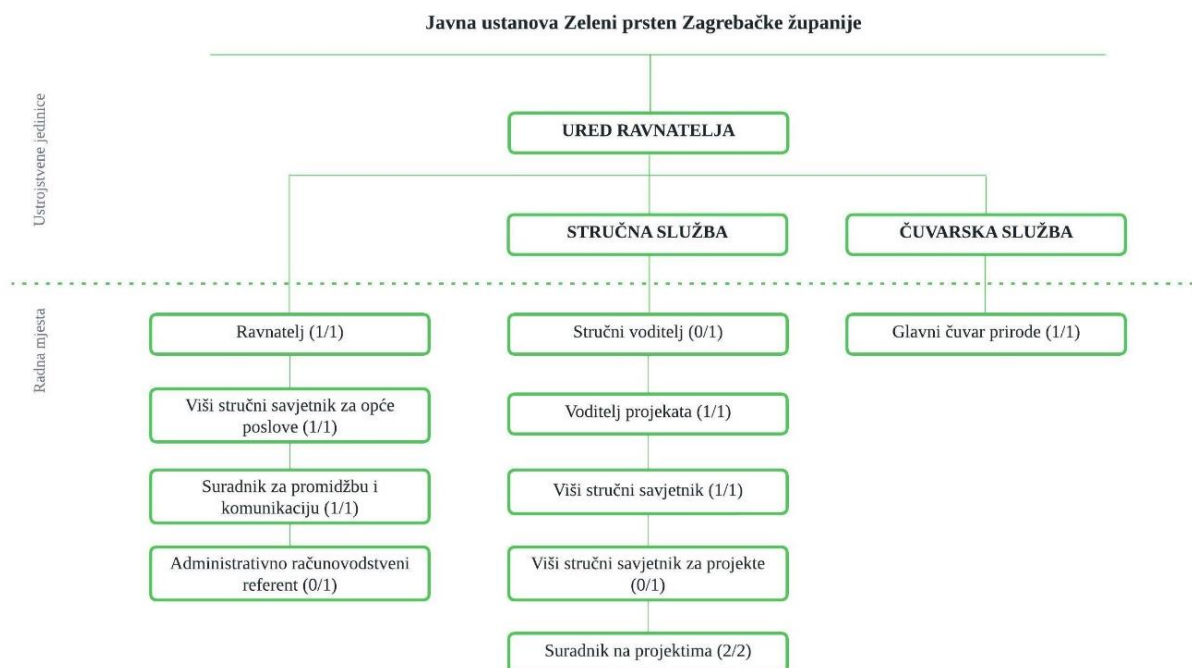 Javna ustanova Zeleni prsten Zagrebačke županije
Ustrojstvene jedinice
URED RAVNATELJA
STRUČNA SLUŽBA
ČUVARSKA SLUŽBA
Radna mjesta
Ravnatelj (1/1)
Viši stručni savjetnik za opće
poslove (1/1)
Suradnik za promidžbu i
komunikaciju (1/1)
Administrativno računovodstveni
referent (0/1)
Stručni voditelj (0/1)
Voditelj projekata (1/1)
Viši stručni savjetnik (1/1)
Viši stručni savjetnik za projekte
(0/1)
Suradnik na projektima (2/2)
Glavni čuvar prirode (1/1)